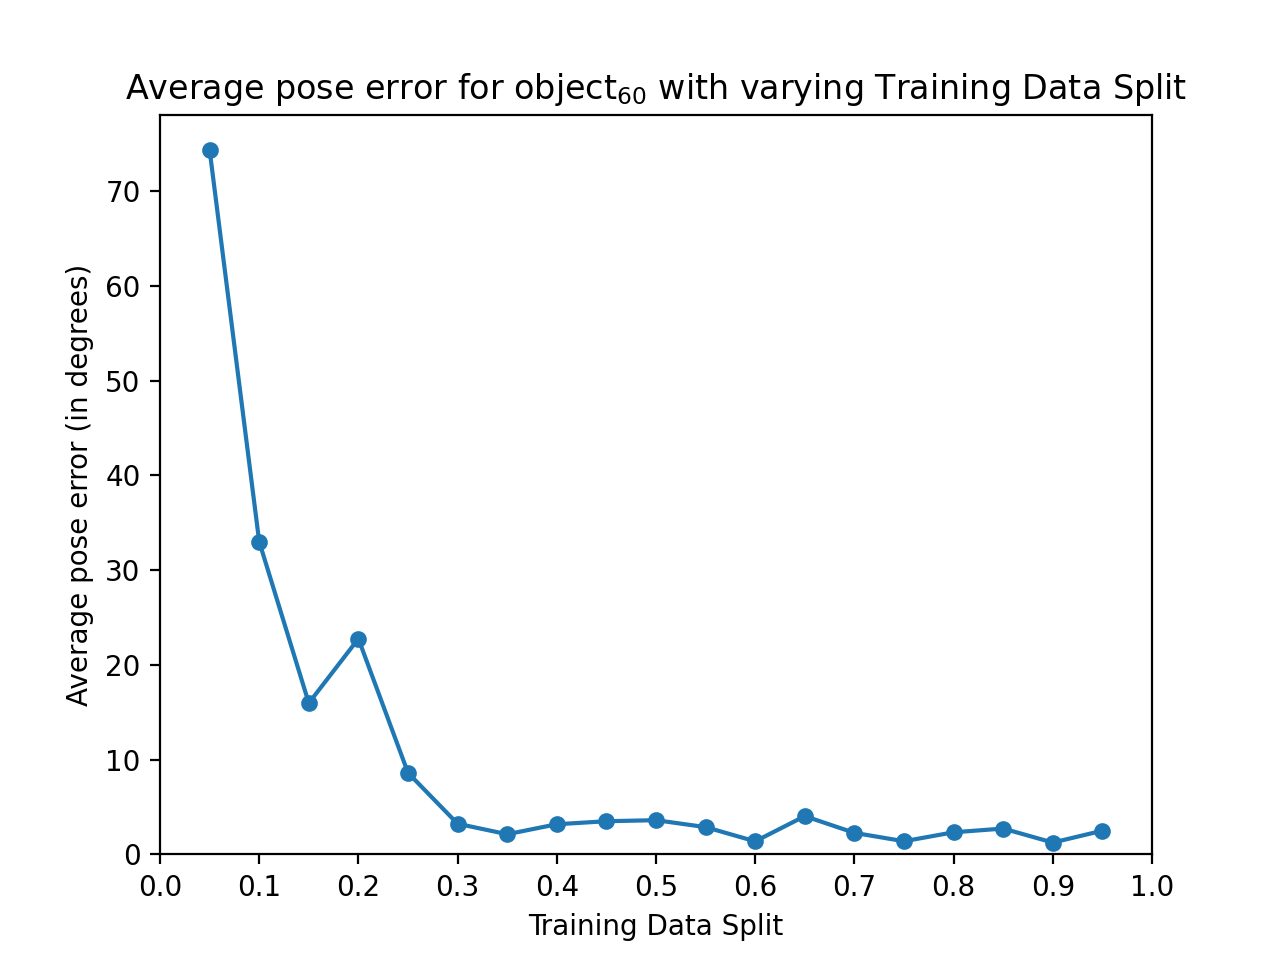 Average pose error for object₆₀ with varying Training Data Split
Average pose error (in degrees)
70
60
50
40
30
20
10
0
0.0 0.1 0.2 0.3 0.4 0.5 0.6 0.7 0.8 0.9 1.0
Training Data Split